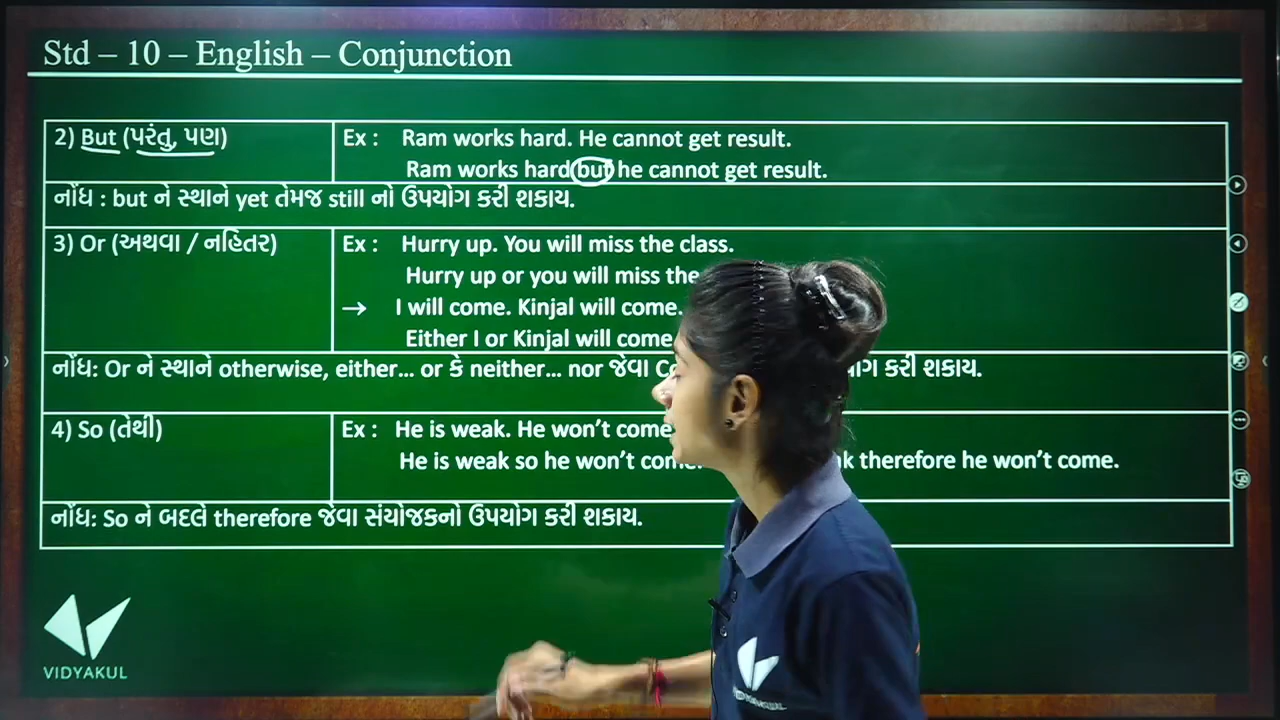 Std – 10 – English – Conjunction
2) But (પરંતુ, પણ)
Ex : Ram works hard. He cannot get result.
Ram works hard but he cannot get result.
નોંધ : but ને સ્થાને yet તેમજ still નો ઉપયોગ કરી શકાય.
3) Or (અથવા / નહિતર)
Ex : Hurry up. You will miss the class.
Hurry up or you will miss the
→ I will come. Kinjal will come.
Either I or Kinjal will come
નોંધ: Or ને સ્થાને otherwise, either... or કે neither... nor જેવા કરી શકાય.
4) So (તેથી)
Ex : He is weak. He won't come
He is weak so he won't come. therefore he won't come.
નોંધ: So ને બદલે therefore જેવા સંયોજકનો ઉપયોગ કરી શકાય.
VIDYAKUL